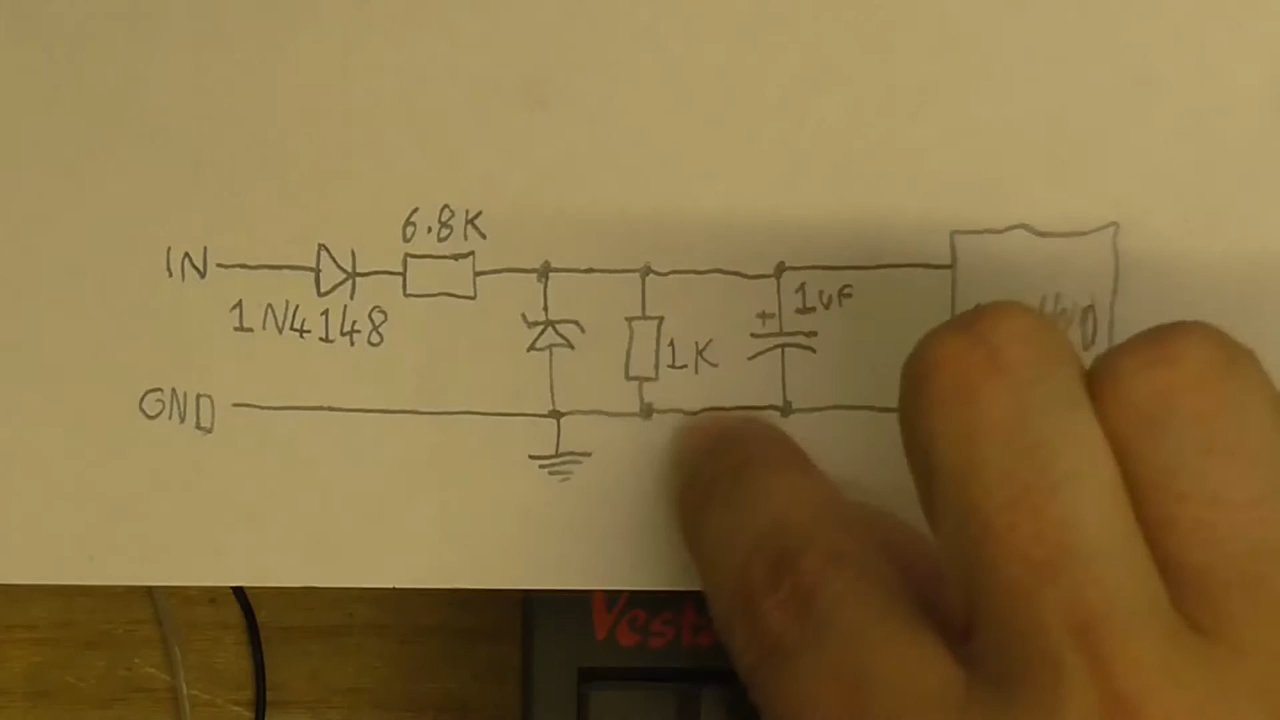 6.8K
IN
1N4148
1uF
+
1K
GND